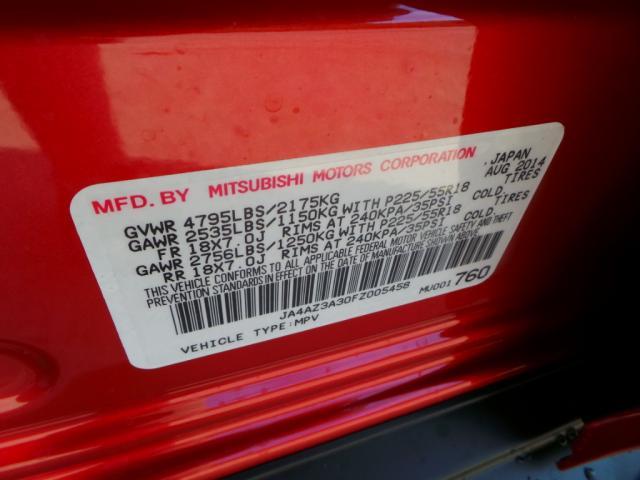 MFD. BY MITSUBISHI MOTORS CORPORATION JAPAN
AUG 2014
GVWR 4795LBS/2175KG
GAWR 2535LBS/1150KG WITH P225/55R18 TIRES
FR 18X7.0J RIMS AT 240KPA/35PSI COLD.
GAWR 2756LBS/1250KG WITH P225/55R18 TIRES
RR 18X7.0J RIMS AT 240KPA/35PSI COLD.
THIS VEHICLE CONFORMS TO ALL APPLICABLE FEDERAL MOTOR VEHICLE SAFETY AND THEFT
PREVENTION STANDARDS IN EFFECT ON THE DATE OF MANUFACTURE SHOWN ABOVE.
JA4AZ3A30FZ005458 MU001760
VEHICLE TYPE:MPV